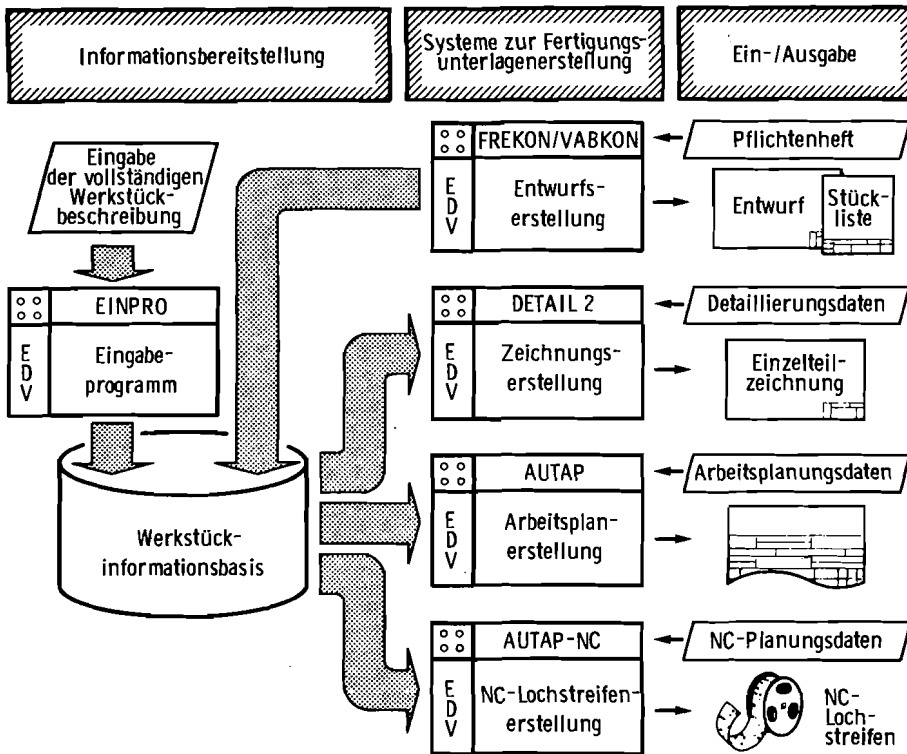 Informationsbereitstellung
Systeme zur Fertigungs-
unterlagenerstellung
Ein-/Ausgabe
Eingabe
der vollständigen
Werkstück-
beschreibung
EINPRO
EDV
Eingabe-
programm
Werkstück-
informationsbasis
FREKON/VABKON
EDV
Entwurfs-
erstellung
Pflichtenheft
Entwurf
Stück-
liste
DETAIL 2
EDV
Zeichnungs-
erstellung
Detaillierungsdaten
Einzelteil-
zeichnung
AUTAP
EDV
Arbeitsplan-
erstellung
Arbeitsplanungsdaten
AUTAP-NC
EDV
NC-Lochstreifen-
erstellung
NC-Planungsdaten
NC-
Loch-
streifen